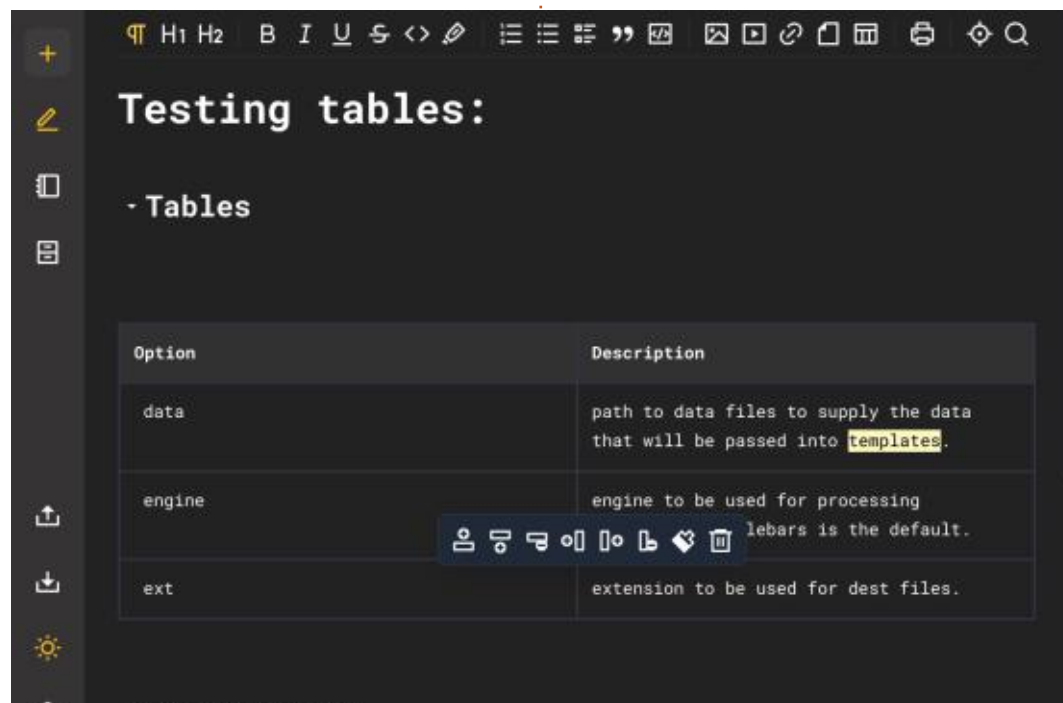 H1 H2 B I U S
Testing tables:
Tables
Option Description
data path to data files to supply the data
that will be passed into templates.
engine engine to be used for processing
lebars is the default.
ext extension to be used for dest files.